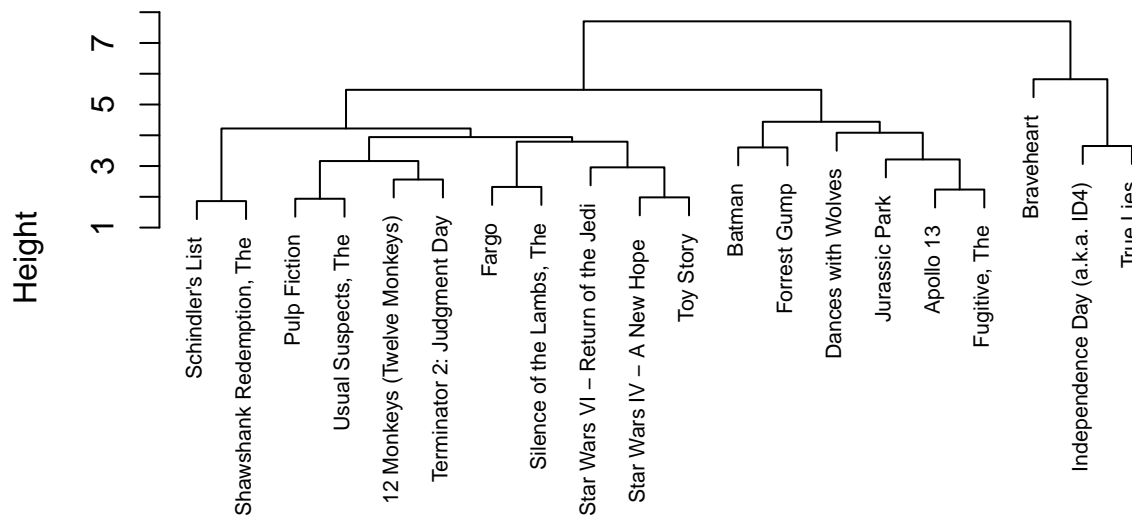 Height
7
5
3
1
Schindler's List
Shawshank Redemption, The
Pulp Fiction
Usual Suspects, The
12 Monkeys (Twelve Monkeys)
Terminator 2: Judgment Day
Fargo
Silence of the Lambs, The
Star Wars VI – Return of the Jedi
Star Wars IV – A New Hope
Toy Story
Batman
Forrest Gump
Dances with Wolves
Jurassic Park
Apollo 13
Fugitive, The
Braveheart
Independence Day (a.k.a. ID4)
True Lies